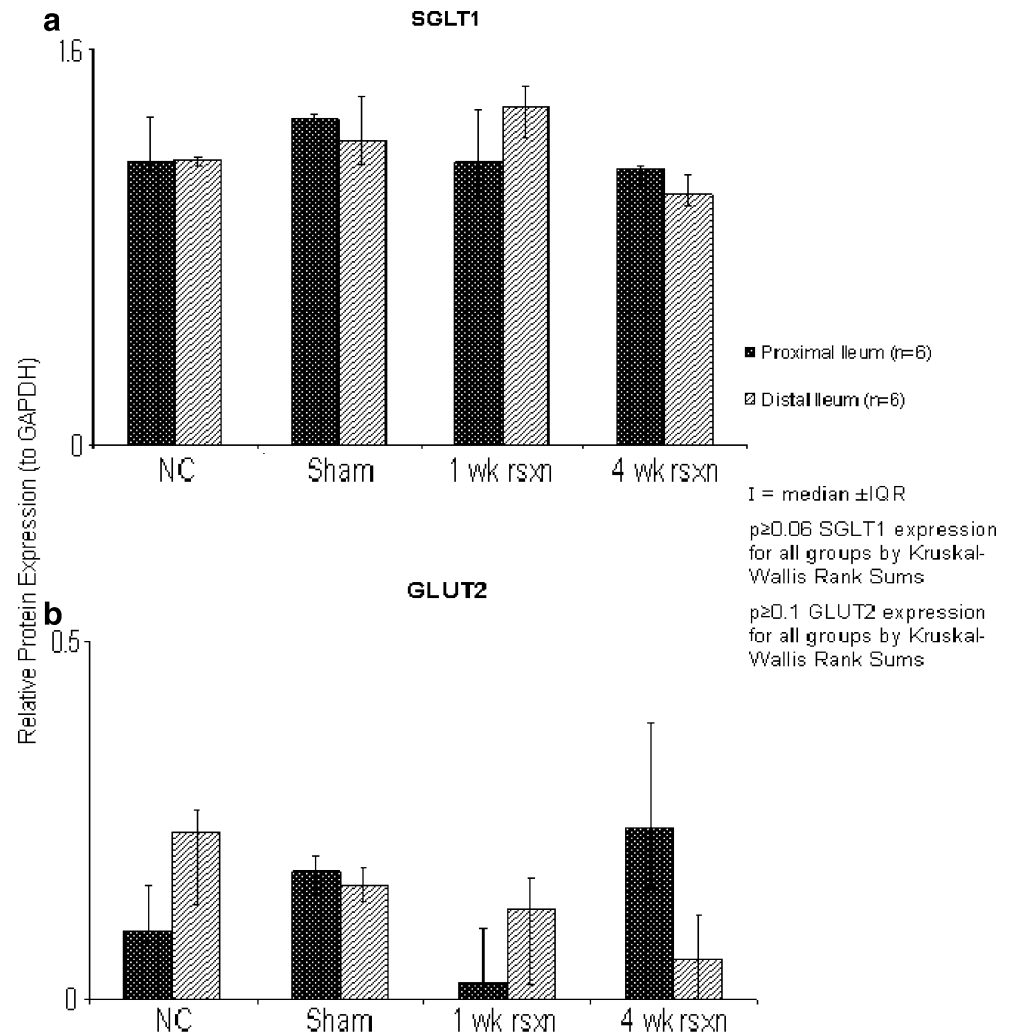 a
SGLT1
1.6
0
NC Sham 1 wk rsxn 4 wk rsxn
Relative Protein Expression (to GAPDH)
Proximal Ileum (n=6)
Distal Ileum (n=6)
I = median ±IQR
p≥0.06 SGLT1 expression
for all groups by Kruskal-
Wallis Rank Sums
p≥0.1 GLUT2 expression
for all groups by Kruskal-
Wallis Rank Sums
b
GLUT2
0.5
0
NC Sham 1 wk rsxn 4 wk rsxn